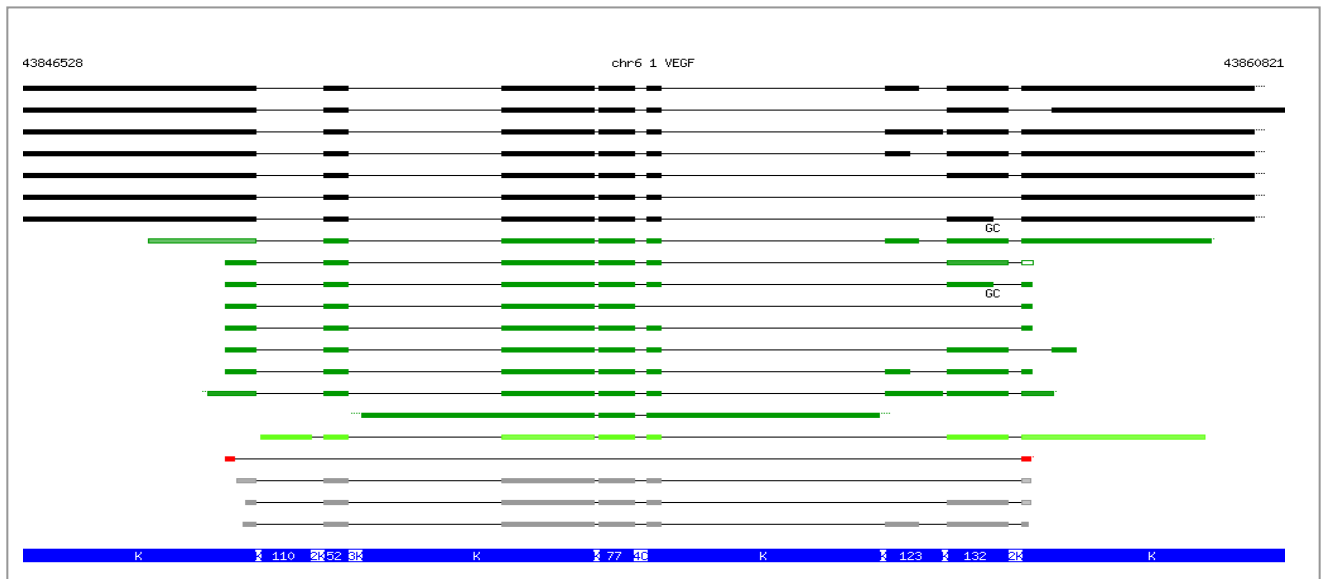 43846528 chr6 1 VEGF 43860821
GC
GC
K K 110 2K 52 3K K K 77 4C K K 123 K 132 2K K